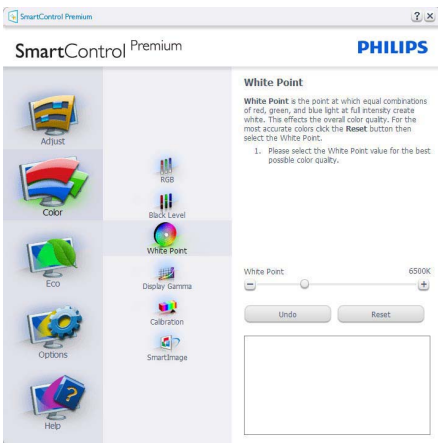 SmartControl Premium
? ×
SmartControl Premium
PHILIPS
Adjust
Color
Eco
Options
Help
RGB
Black Level
White Point
Display Gamma
Calibration
SmartImage
White Point
White Point is the point at which equal combinations
of red, green, and blue light at full intensity create
white. This effects the overall color quality. For the
most accurate colors click the Reset button then
select the White Point.
1. Please select the White Point value for the best
possible color quality.
White Point 6500K
Undo Reset